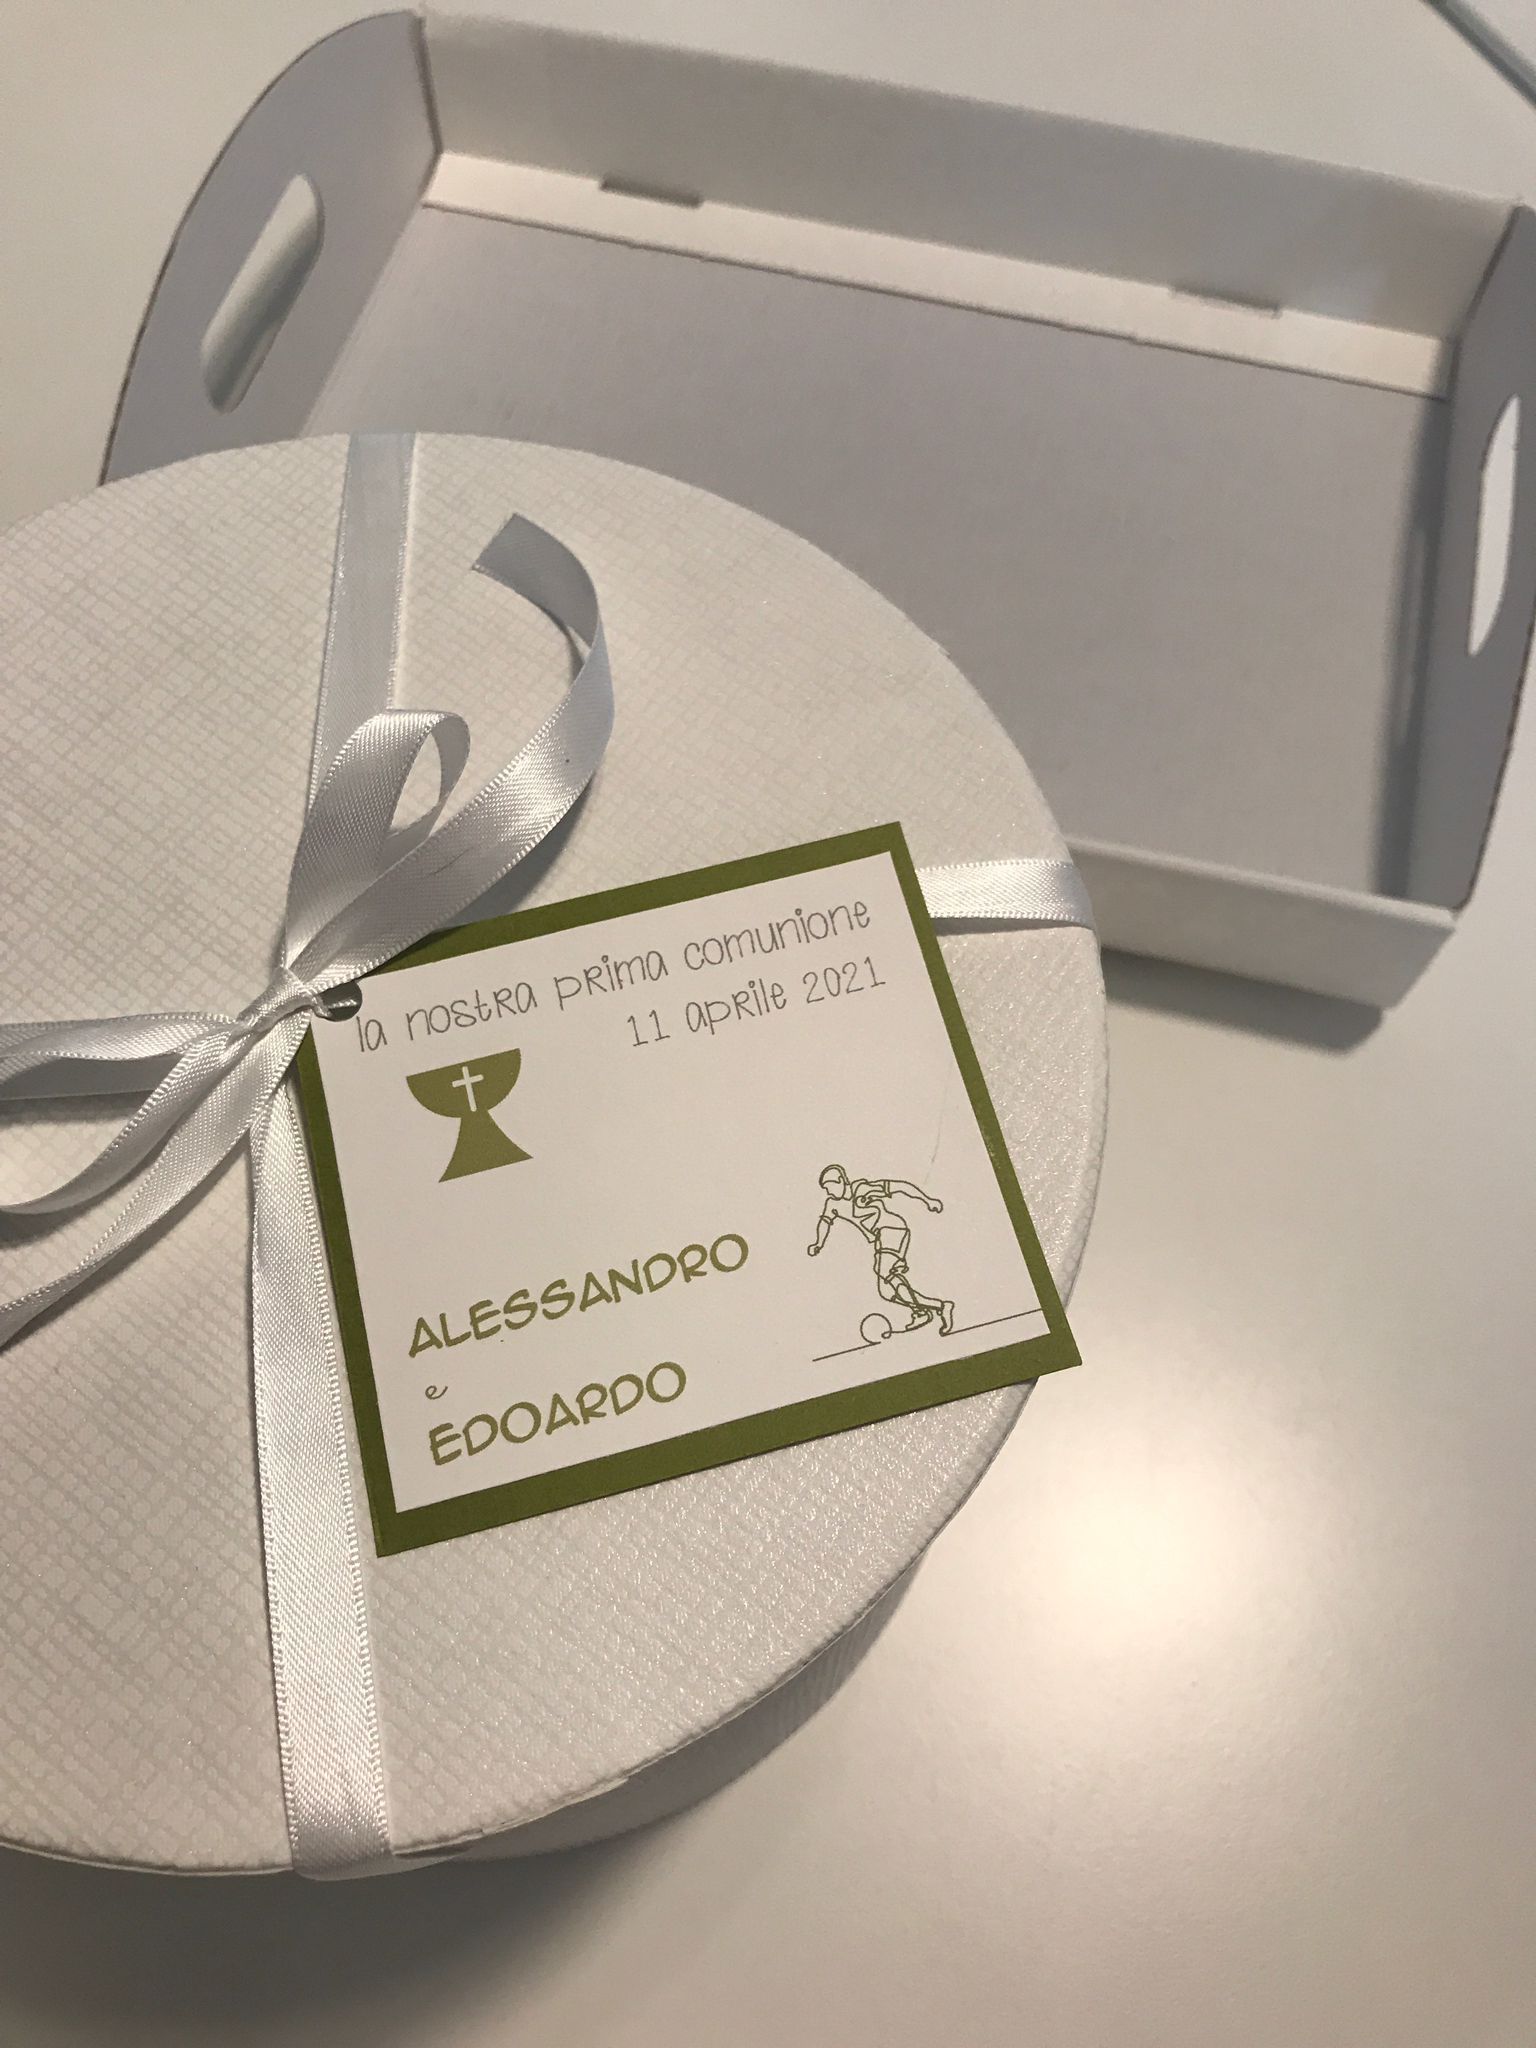 la nostra prima comunione
11 aprile 2021
ALESSANDRO
e
EDOARDO